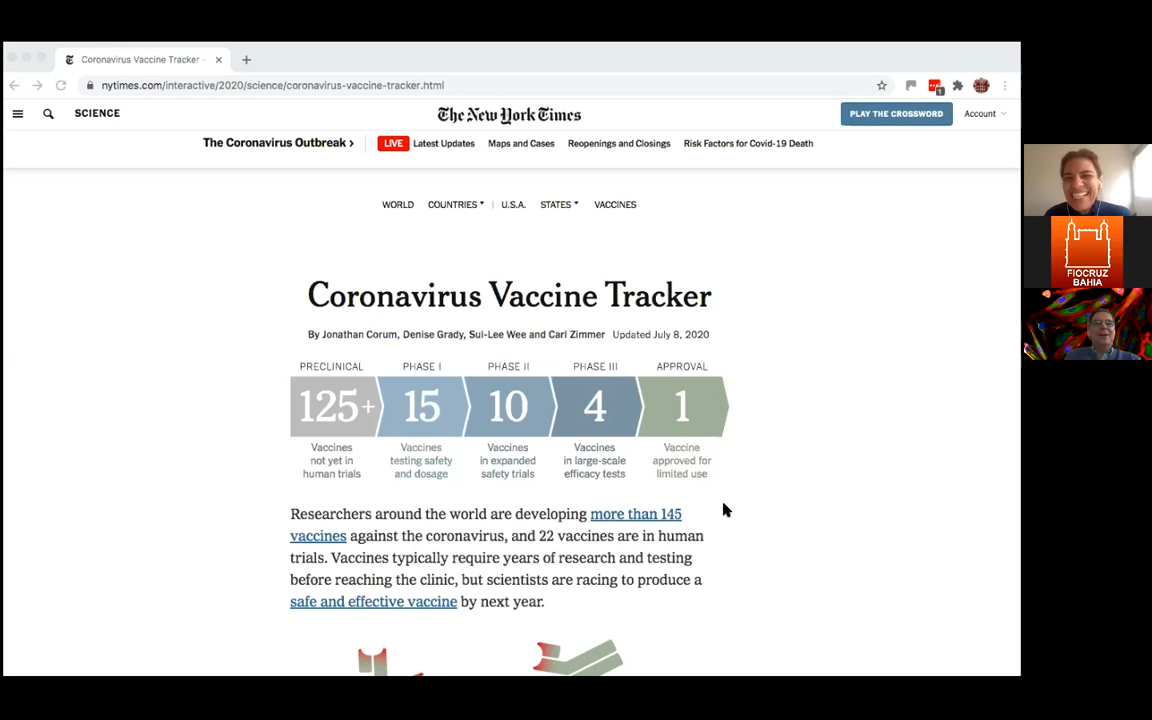 Coronavirus Vaccine Tracker -
nytimes.com/interactive/2020/science/coronavirus-vaccine-tracker.html
1
SCIENCE
The New York Times
PLAY THE CROSSWORD
Account
The Coronavirus Outbreak ›
LIVE Latest Updates Maps and Cases Reopenings and Closings Risk Factors for Covid-19 Death
WORLD COUNTRIES | U.S.A. STATES VACCINES
Coronavirus Vaccine Tracker
By Jonathan Corum, Denise Grady, Sui-Lee Wee and Carl Zimmer Updated July 8, 2020
PRECLINICAL PHASE I PHASE II PHASE III APPROVAL
125+ 15 10 4 1
Vaccines Vaccines Vaccines Vaccines Vaccine
not yet in testing safety in expanded in large-scale approved for
human trials and dosage safety trials efficacy tests limited use
Researchers around the world are developing more than 145
vaccines against the coronavirus, and 22 vaccines are in human
trials. Vaccines typically require years of research and testing
before reaching the clinic, but scientists are racing to produce a
safe and effective vaccine by next year.
FIOCRUZ
BAHIA